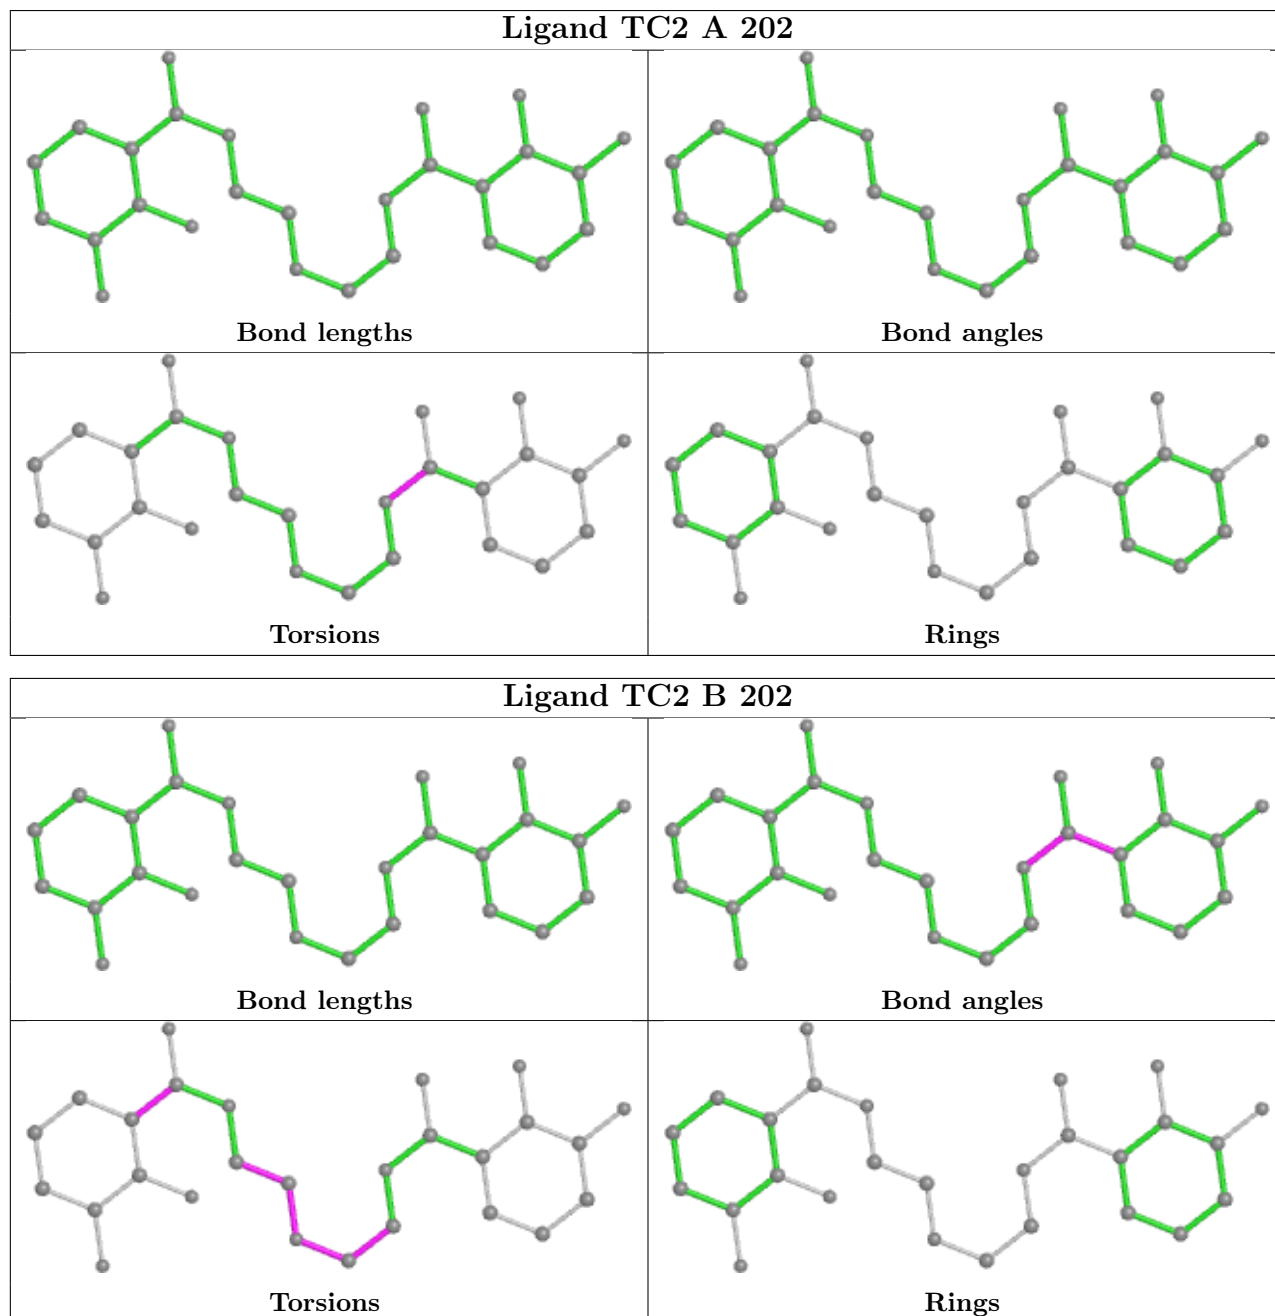 Ligand TC2 A 202
Bond lengths
Bond angles
Torsions
Rings
Ligand TC2 B 202
Bond lengths
Bond angles
Torsions
Rings